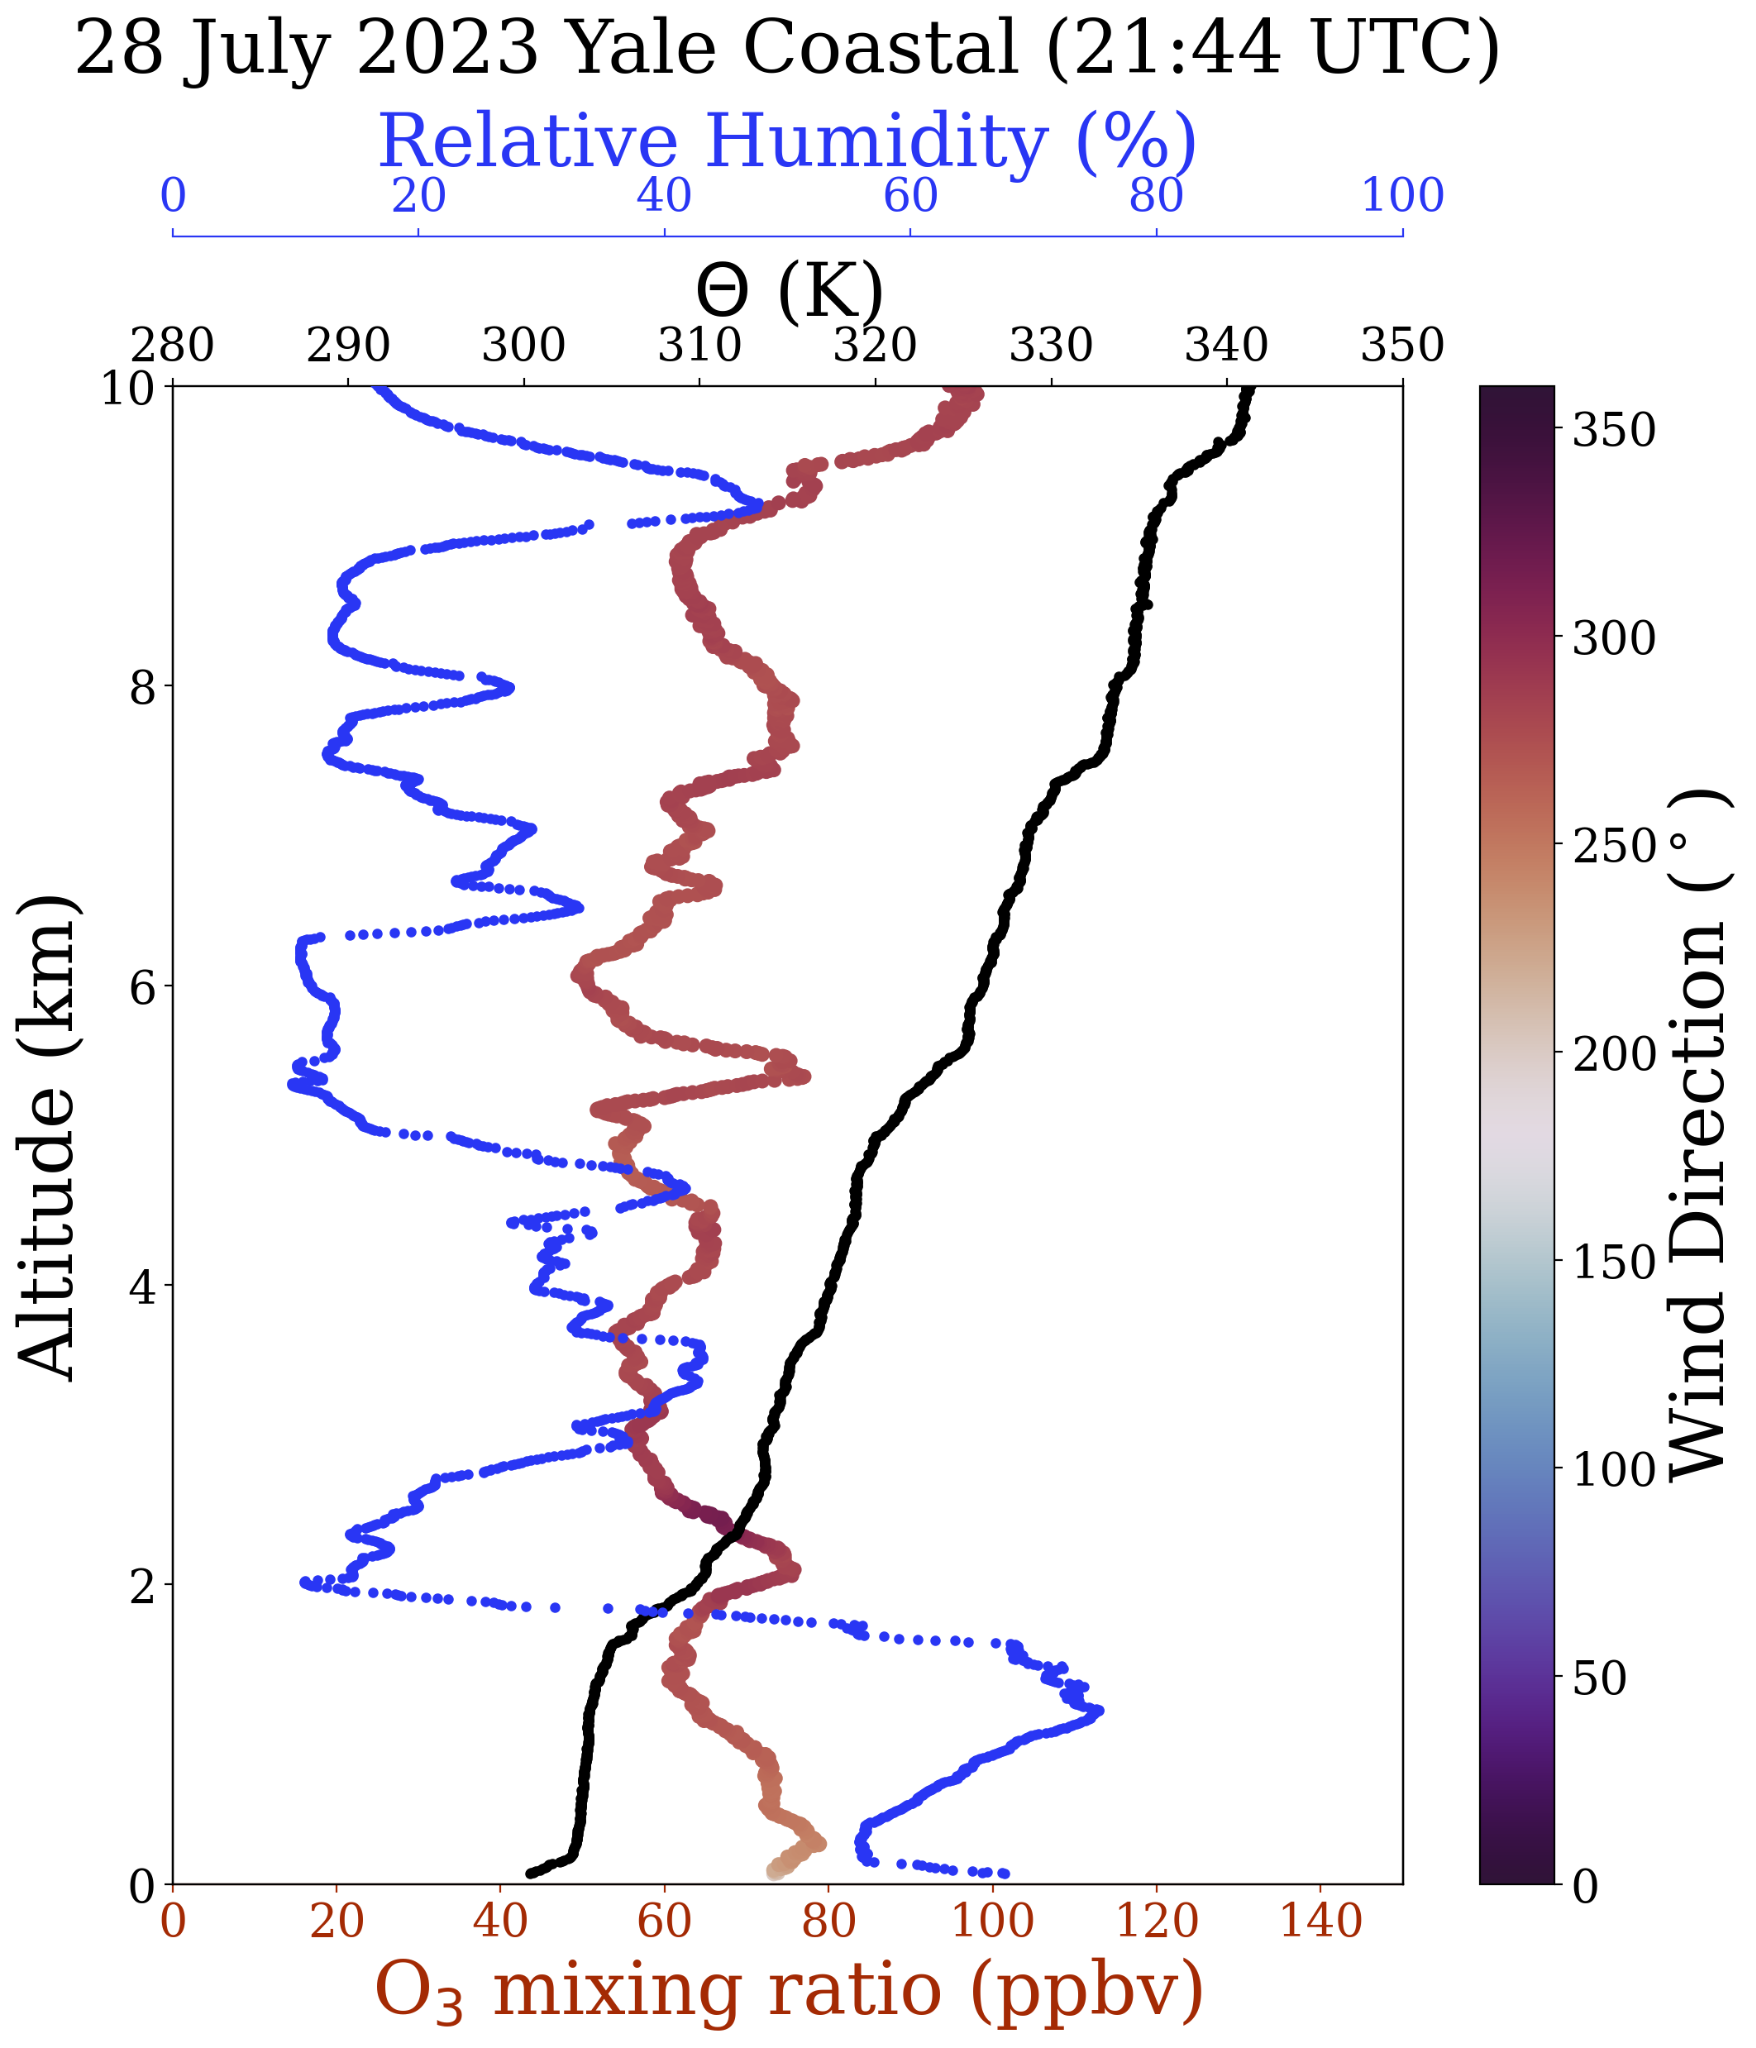 28 July 2023 Yale Coastal (21:44 UTC)
Relative Humidity (%)
0 20 40 60 80 100
Θ (K)
280 290 300 310 320 330 340 350
10
8
6
4
2
0
Altitude (km)
0 20 40 60 80 100 120 140
O₃ mixing ratio (ppbv)
350
300
250
200
150
100
50
0
Wind Direction (°)